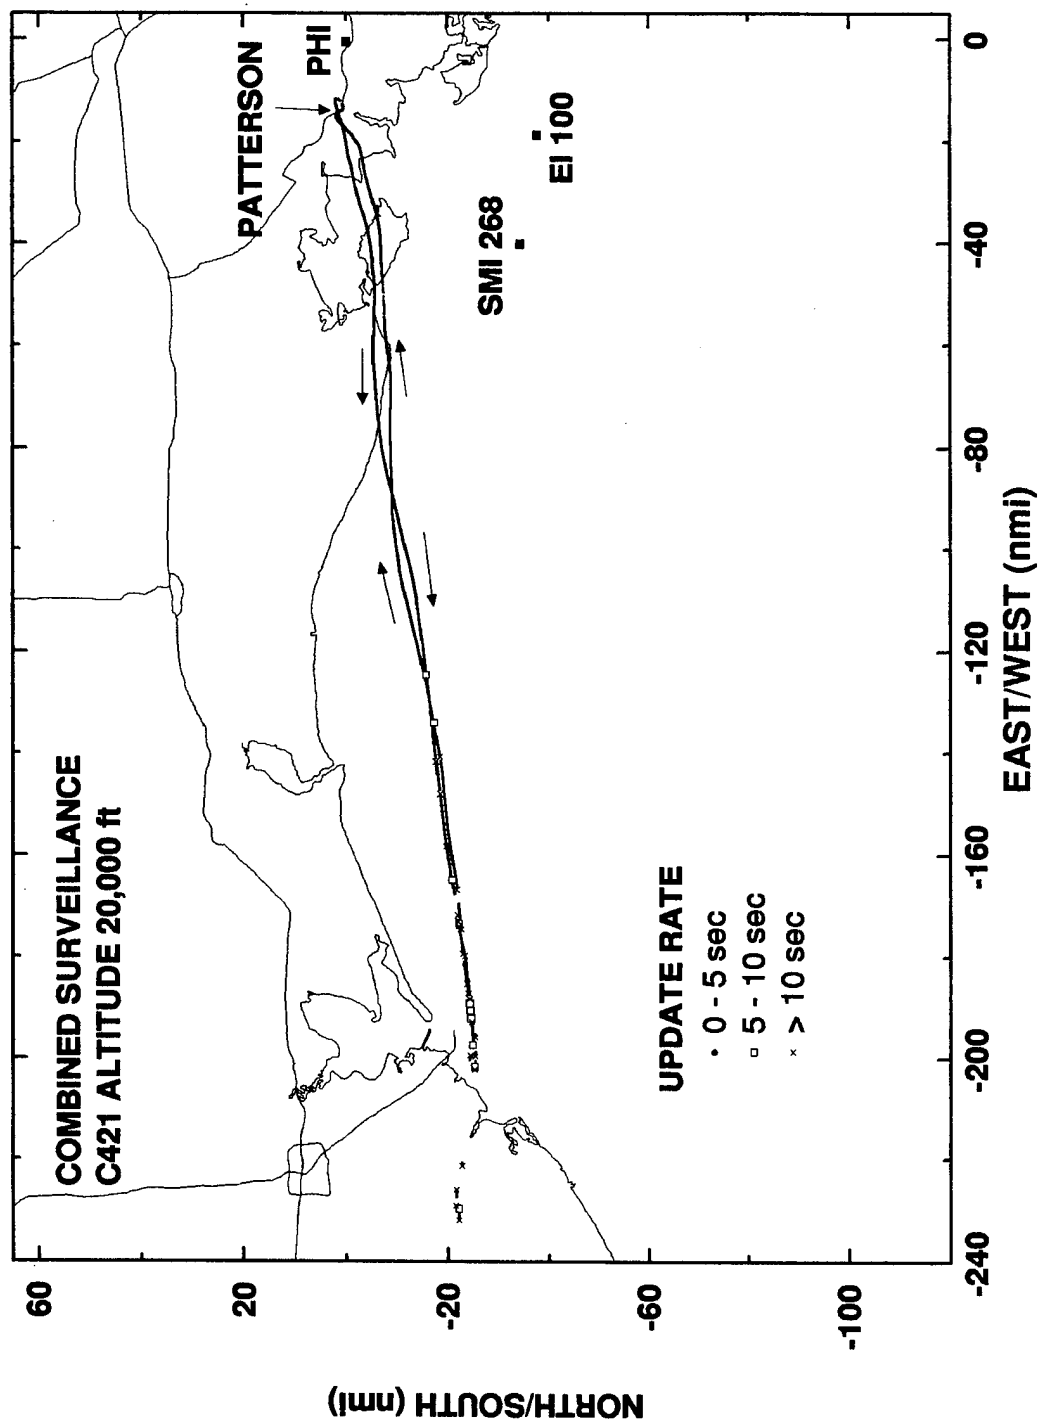 COMBINED SURVEILLANCE
C421 ALTITUDE 20,000 ft
PATTERSON
PHI
SMI 268
EI 100
UPDATE RATE
• 0 - 5 sec
□ 5 - 10 sec
× > 10 sec
NORTH/SOUTH (nmi)
60
20
-20
-60
-100
-240
-200
-160
-120
-80
-40
0
EAST/WEST (nmi)